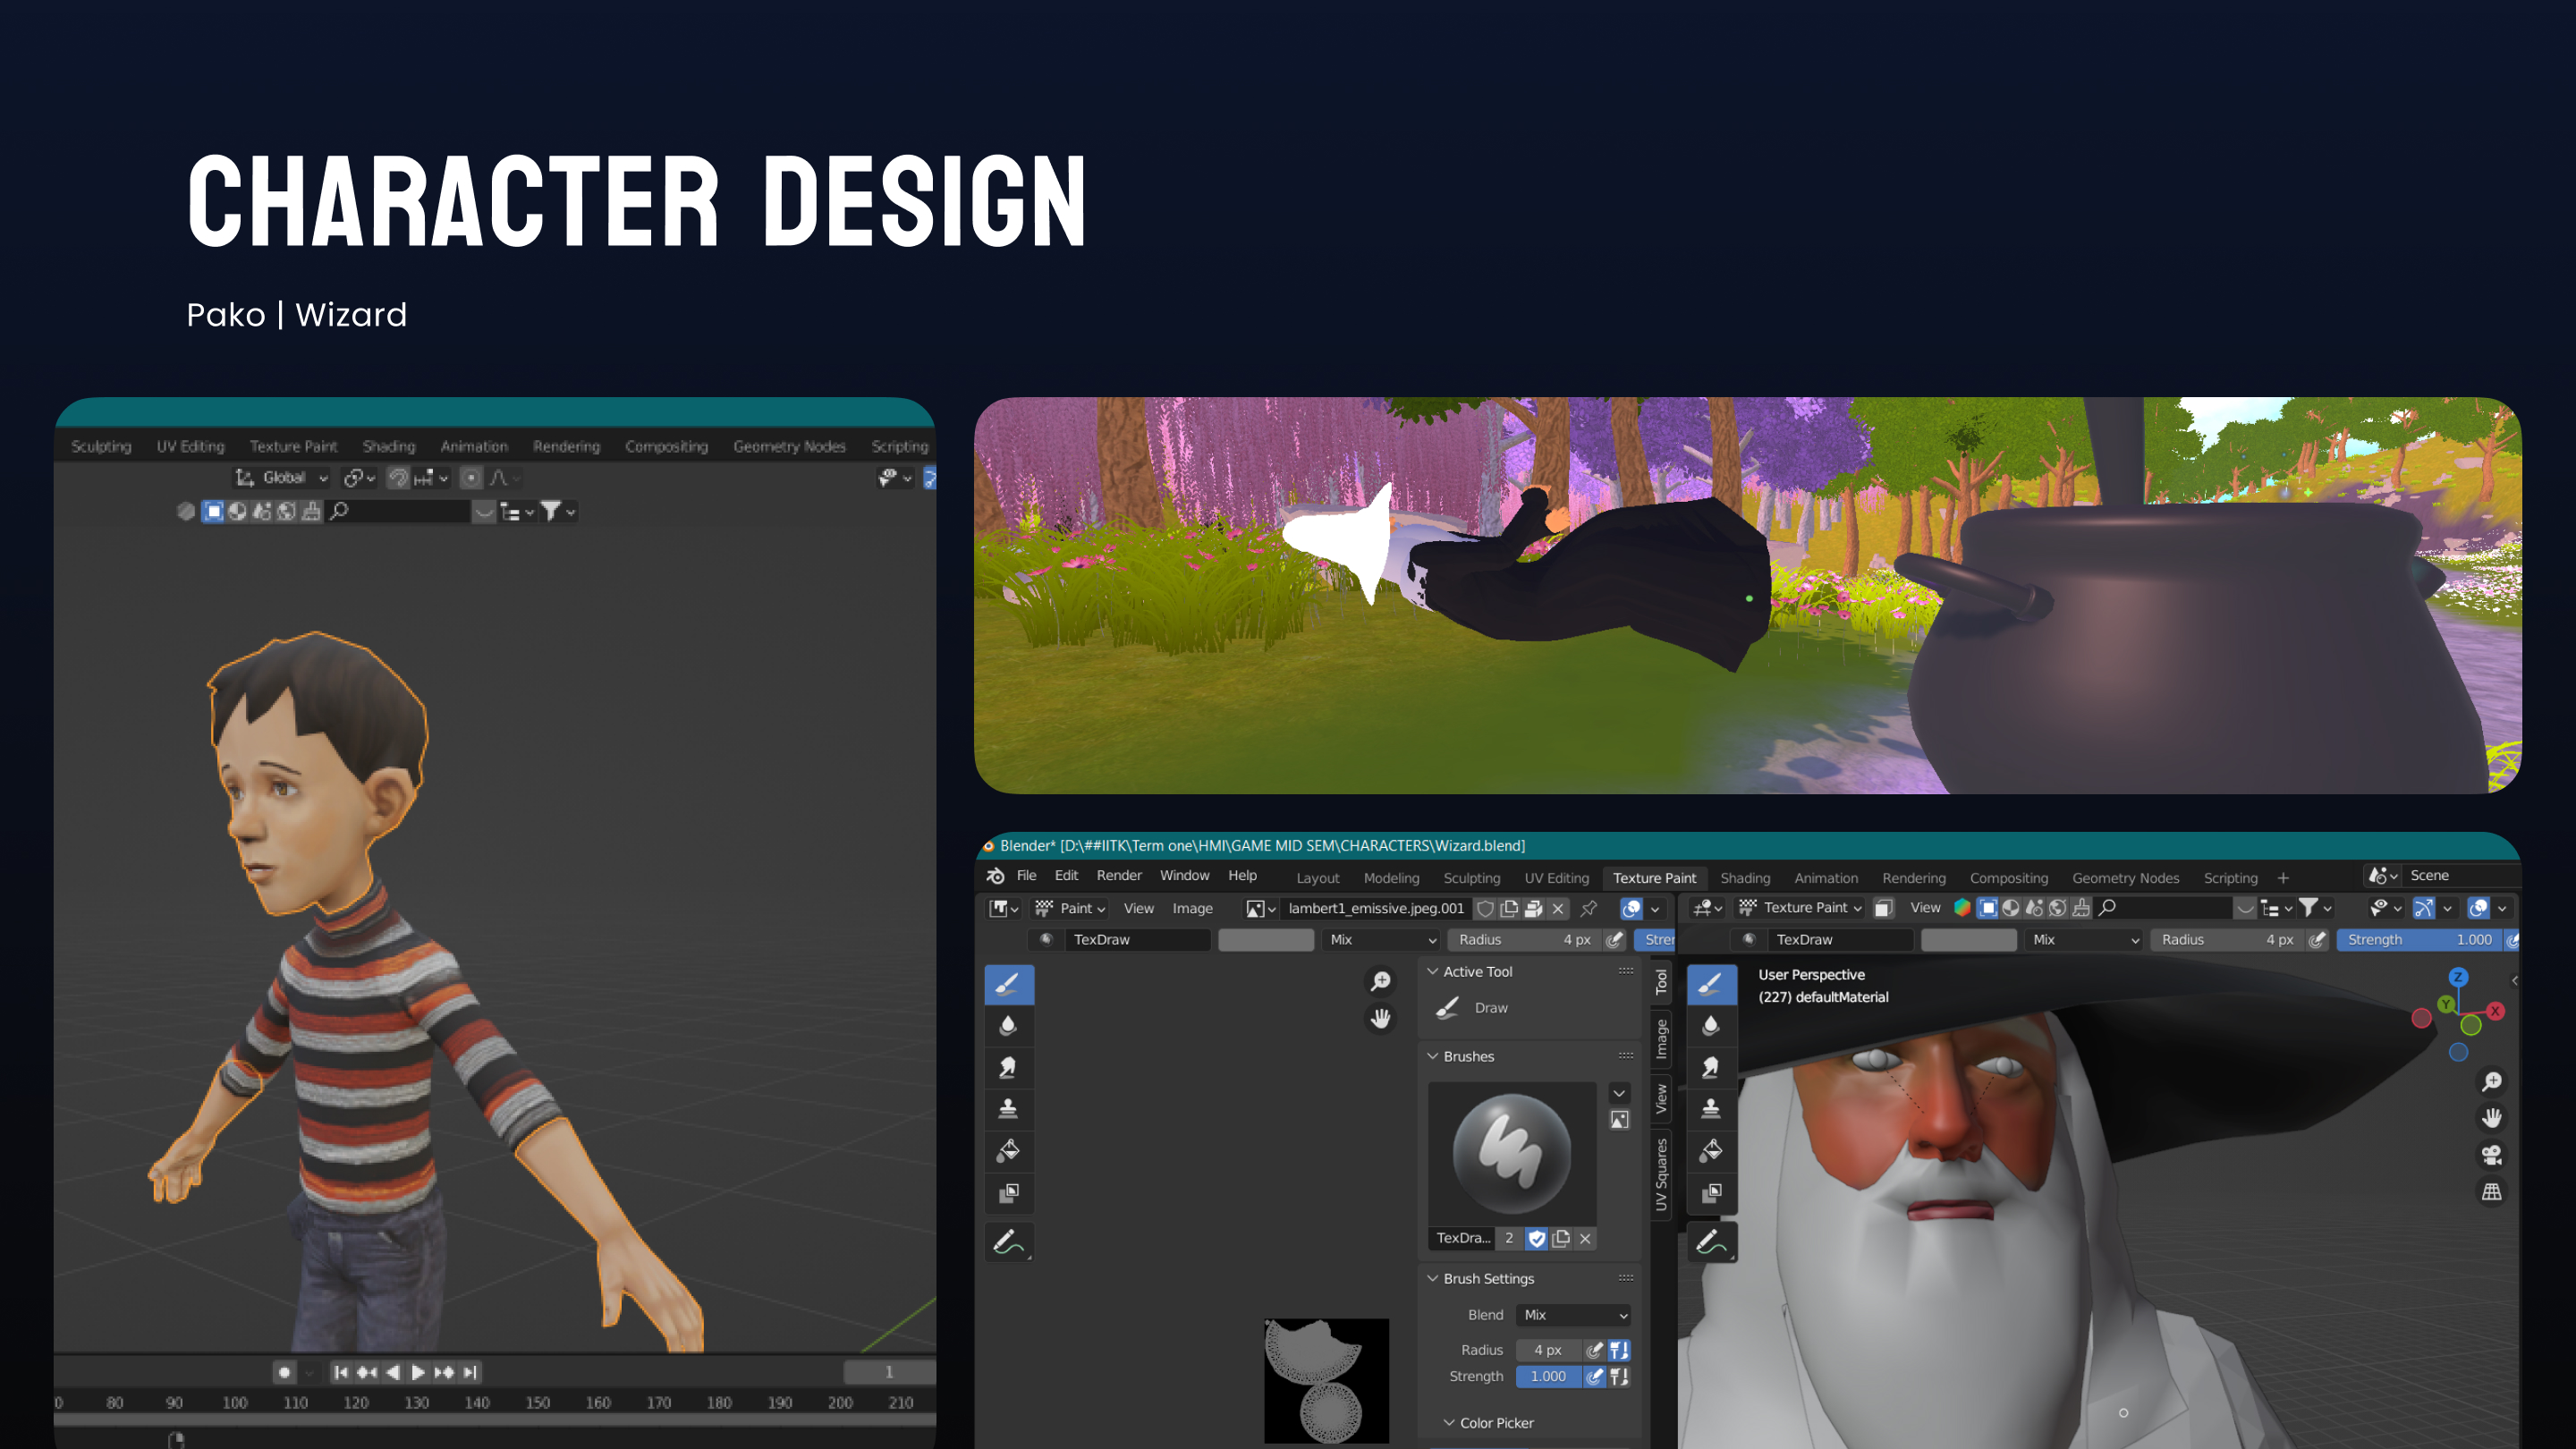 CHARACTER DESIGN
Pako | Wizard
Sculpting UV Editing Texture Paint Shading Animation Rendering Compositing Geometry Nodes Scripting
Global
1
80 90 100 110 120 130 140 150 160 170 180 190 200 210
Blender* [D:\##IITK\Term one\HMI\GAME MID SEM\CHARACTERS\Wizard.blend]
File Edit Render Window Help Layout Modeling Sculpting UV Editing Texture Paint Shading Animation Rendering Compositing Geometry Nodes Scripting + Scene
Paint View Image lambert1_emissive.jpeg.001 Texture Paint View
TexDraw Mix Radius 4 px Stre TexDraw Mix Radius 4 px Strength 1.000
Active Tool
Draw
Brushes
TexDra... 2
Brush Settings
Blend Mix
Radius 4 px
Strength 1.000
Color Picker
Tool
Image
View
UV Squares
User Perspective
(227) defaultMaterial
Z
Y
X